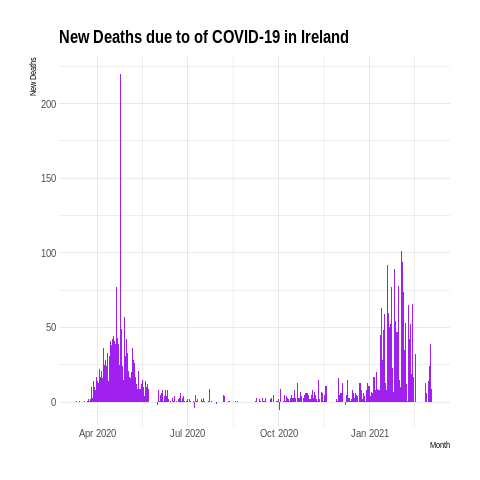 New Deaths due to of COVID-19 in Ireland
New Deaths
200
150
100
50
0
Apr 2020
Jul 2020
Oct 2020
Jan 2021
Month